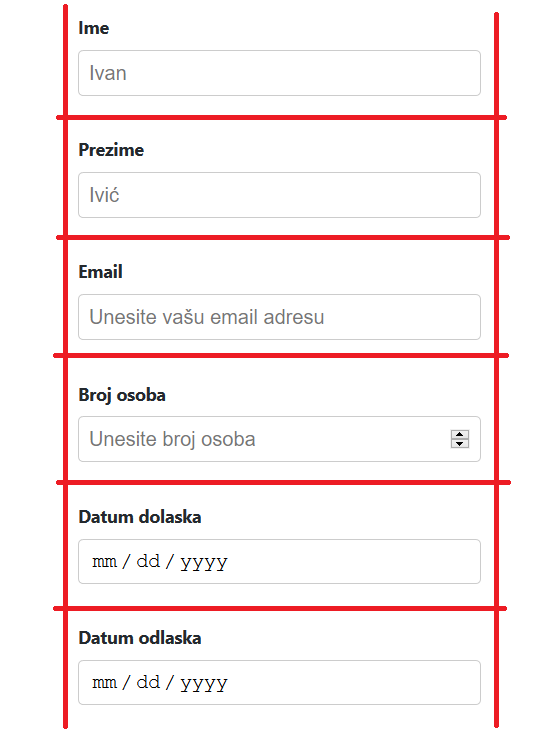 Ime
Ivan
Prezime
Ivić
Email
Unesite vašu email adresu
Broj osoba
Unesite broj osoba
Datum dolaska
mm / dd / yyyy
Datum odlaska
mm / dd / yyyy